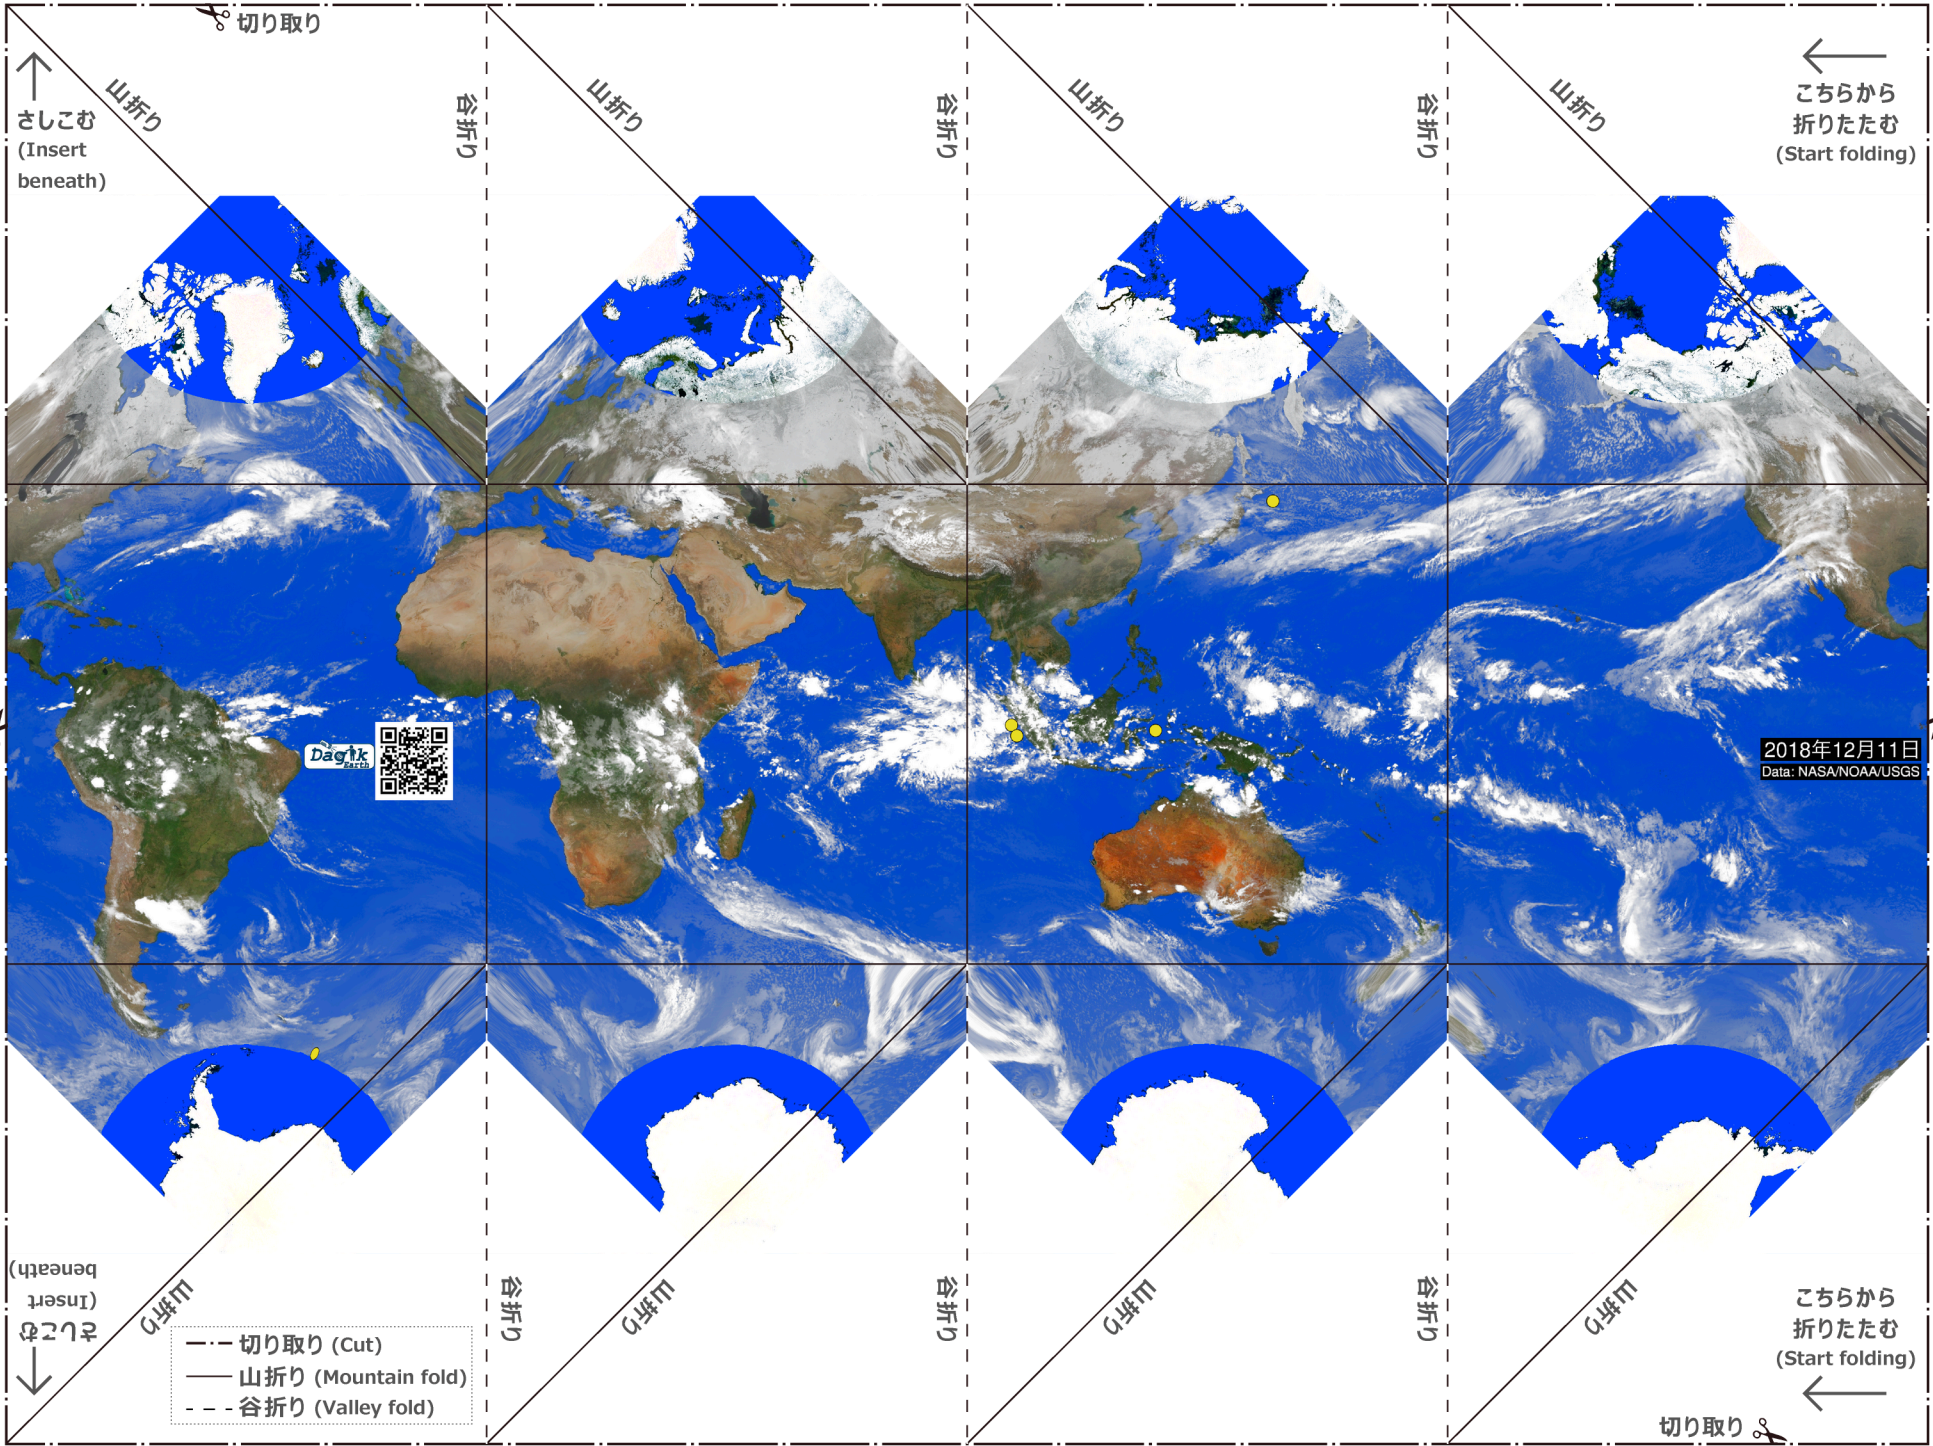 切り取り
山折り
山折り
山折り
山折り
谷折り
谷折り
谷折り
さしこむ
(Insert
beneath)
こちらから
折りたたむ
(Start folding)
Dagik
Earth
2018年12月11日
Data: NASA/NOAA/USGS
さしこむ
(Insert
beneath)
山折り
山折り
山折り
山折り
谷折り
谷折り
谷折り
切り取り (Cut)
山折り (Mountain fold)
谷折り (Valley fold)
こちらから
折りたたむ
(Start folding)
切り取り